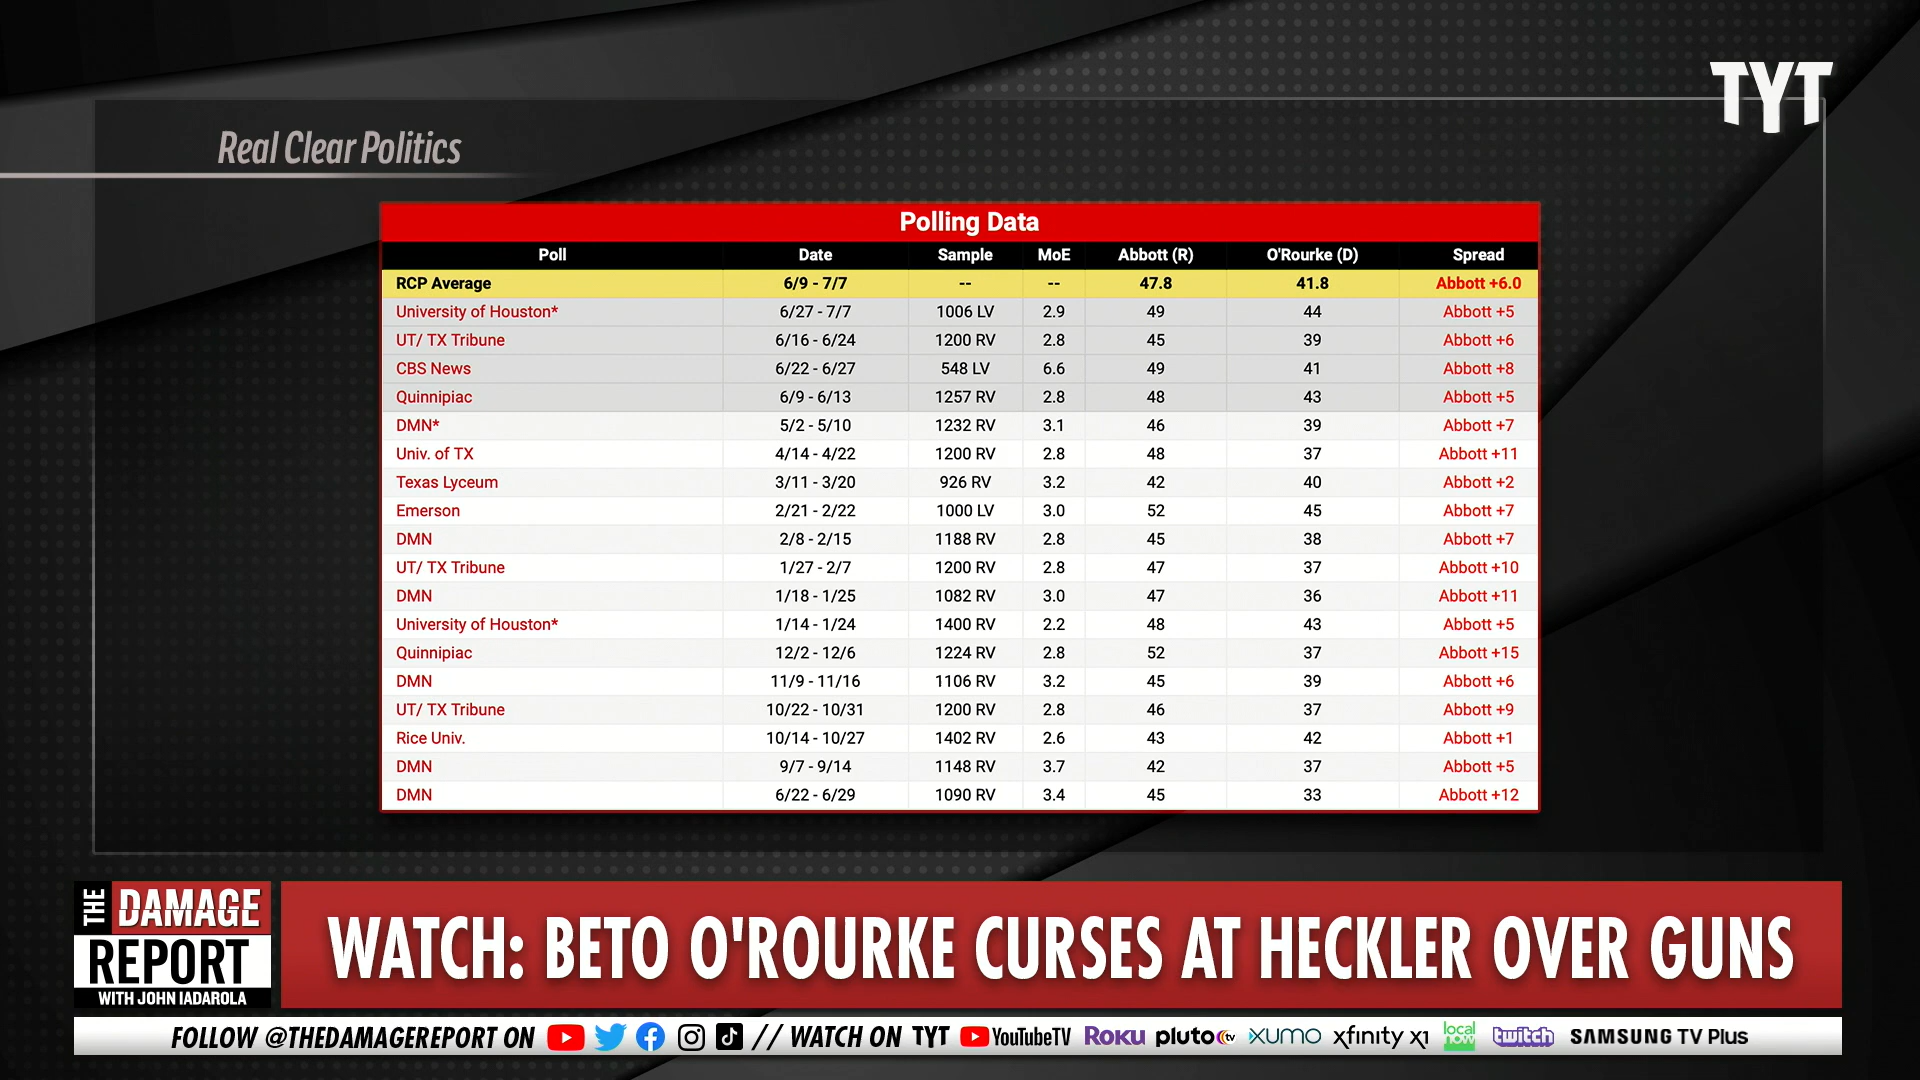 TYT
Real Clear Politics
Polling Data
Poll Date Sample MoE Abbott (R) O'Rourke (D) Spread
RCP Average 6/9 - 7/7 -- -- 47.8 41.8 Abbott +6.0
University of Houston* 6/27 - 7/7 1006 LV 2.9 49 44 Abbott +5
UT/ TX Tribune 6/16 - 6/24 1200 RV 2.8 45 39 Abbott +6
CBS News 6/22 - 6/27 548 LV 6.6 49 41 Abbott +8
Quinnipiac 6/9 - 6/13 1257 RV 2.8 48 43 Abbott +5
DMN* 5/2 - 5/10 1232 RV 3.1 46 39 Abbott +7
Univ. of TX 4/14 - 4/22 1200 RV 2.8 48 37 Abbott +11
Texas Lyceum 3/11 - 3/20 926 RV 3.2 42 40 Abbott +2
Emerson 2/21 - 2/22 1000 LV 3.0 52 45 Abbott +7
DMN 2/8 - 2/15 1188 RV 2.8 45 38 Abbott +7
UT/ TX Tribune 1/27 - 2/7 1200 RV 2.8 47 37 Abbott +10
DMN 1/18 - 1/25 1082 RV 3.0 47 36 Abbott +11
University of Houston* 1/14 - 1/24 1400 RV 2.2 48 43 Abbott +5
Quinnipiac 12/2 - 12/6 1224 RV 2.8 52 37 Abbott +15
DMN 11/9 - 11/16 1106 RV 3.2 45 39 Abbott +6
UT/ TX Tribune 10/22 - 10/31 1200 RV 2.8 46 37 Abbott +9
Rice Univ. 10/14 - 10/27 1402 RV 2.6 43 42 Abbott +1
DMN 9/7 - 9/14 1148 RV 3.7 42 37 Abbott +5
DMN 6/22 - 6/29 1090 RV 3.4 45 33 Abbott +12
THE DAMAGE
REPORT
WITH JOHN IADAROLA
WATCH: BETO O'ROURKE CURSES AT HECKLER OVER GUNS
FOLLOW @THEDAMAGEREPORT ON // WATCH ON TYT YouTubeTV ROKU pluto tv XUMO xfinity x1 local now twitch SAMSUNG TV Plus